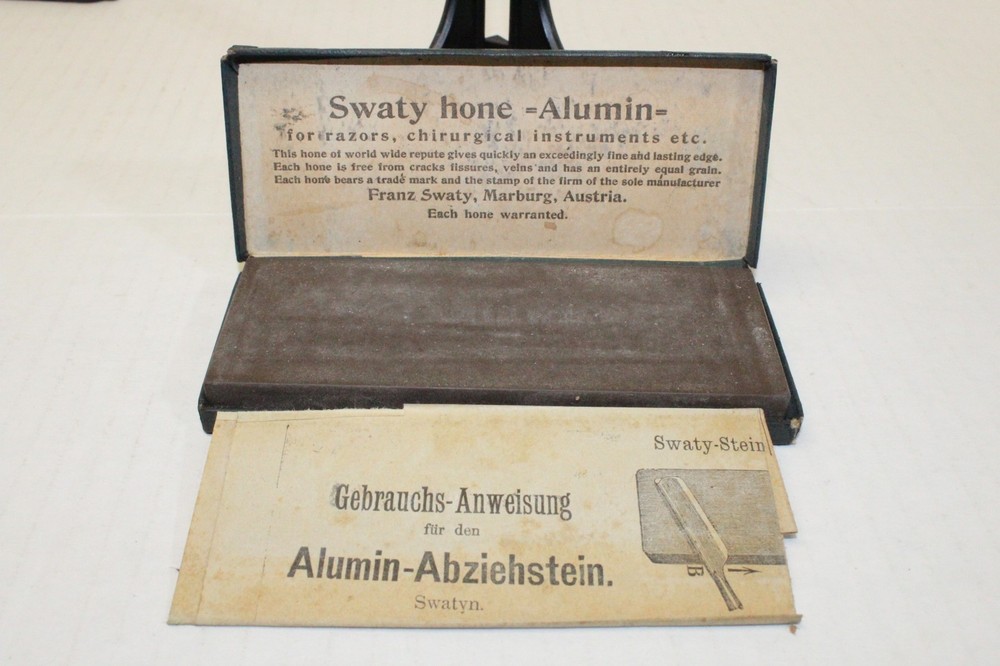 Swaty hone =Alumin=
for razors, chirurgical instruments etc.
This hone of world wide repute gives quickly an exceedingly fine and lasting edge.
Each hone is free from cracks fissures, veins and has an entirely equal grain.
Each hone bears a trade mark and the stamp of the firm of the sole manufacturer
Franz Swaty, Marburg, Austria.
Each hone warranted.
Swaty-Stein
Gebrauchs-Anweisung
für den
Alumin-Abziehstein.
Swatyn.
B